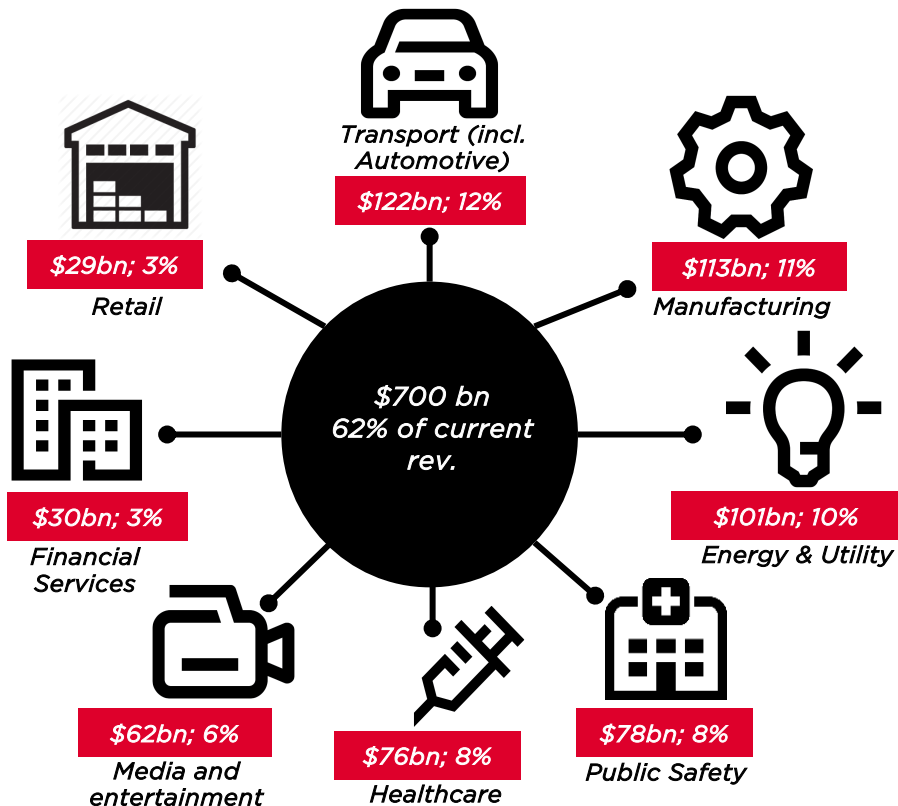 Transport (incl.
Automotive)
$122bn; 12%
$113bn; 11%
Manufacturing
$101bn; 10%
Energy & Utility
$78bn; 8%
Public Safety
$76bn; 8%
Healthcare
$62bn; 6%
Media and
entertainment
$30bn; 3%
Financial
Services
$29bn; 3%
Retail
$700 bn
62% of current
rev.